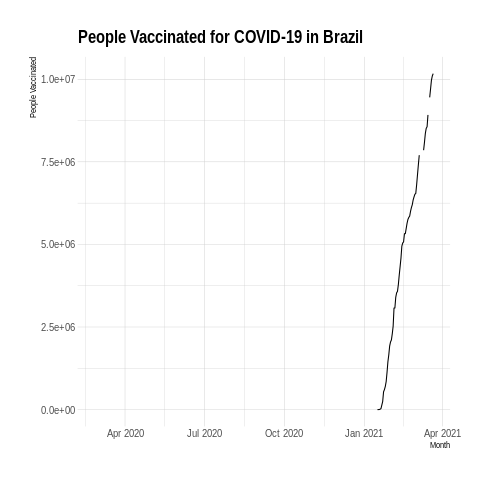 People Vaccinated for COVID-19 in Brazil
People Vaccinated
1.0e+07
7.5e+06
5.0e+06
2.5e+06
0.0e+00
Apr 2020 Jul 2020 Oct 2020 Jan 2021 Apr 2021
Month